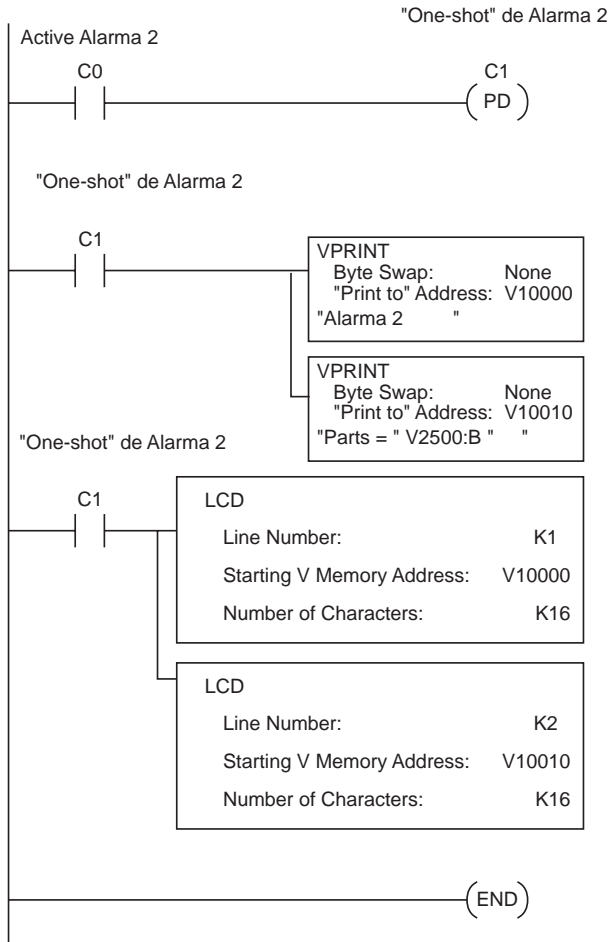 "One-shot" de Alarma 2
Active Alarma 2
C0
C1
PD
"One-shot" de Alarma 2
C1
VPRINT
Byte Swap: None
"Print to" Address: V10000
"Alarma 2 "
VPRINT
Byte Swap: None
"Print to" Address: V10010
"Parts = " V2500:B " "
"One-shot" de Alarma 2
C1
LCD
Line Number: K1
Starting V Memory Address: V10000
Number of Characters: K16
LCD
Line Number: K2
Starting V Memory Address: V10010
Number of Characters: K16
END